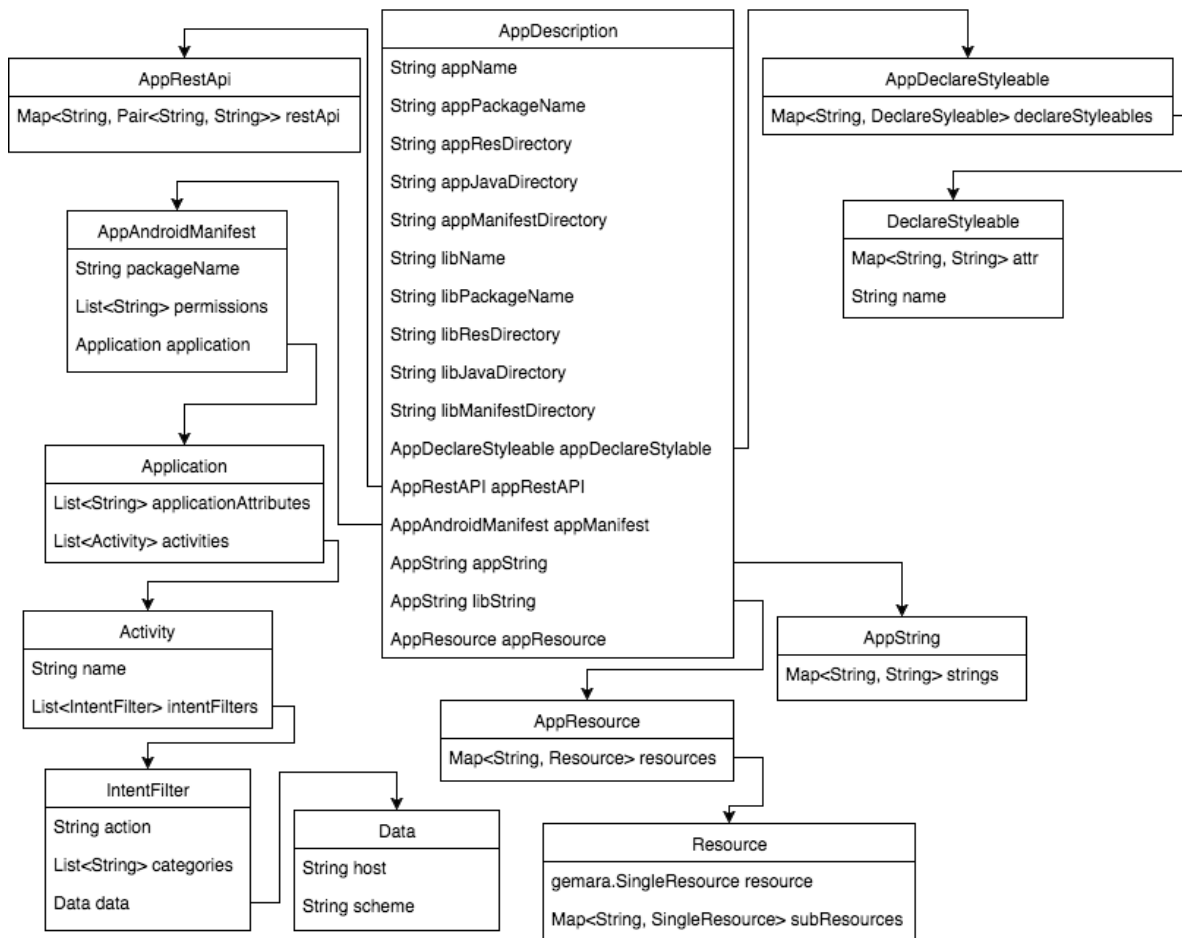 AppDescription
String appName
String appPackageName
String appResDirectory
String appJavaDirectory
String appManifestDirectory
String libName
String libPackageName
String libResDirectory
String libJavaDirectory
String libManifestDirectory
AppDeclareStyleable appDeclareStylable
AppRestAPI appRestAPI
AppAndroidManifest appManifest
AppString appString
AppString libString
AppResource appResource
AppRestApi
Map<String, Pair<String, String>> restApi
AppAndroidManifest
String packageName
List<String> permissions
Application application
Application
List<String> applicationAttributes
List<Activity> activities
Activity
String name
List<IntentFilter> intentFilters
IntentFilter
String action
List<String> categories
Data data
Data
String host
String scheme
AppDeclareStyleable
Map<String, DeclareSyleable> declareStyleables
DeclareStyleable
Map<String, String> attr
String name
AppString
Map<String, String> strings
AppResource
Map<String, Resource> resources
Resource
gemara.SingleResource resource
Map<String, SingleResource> subResources